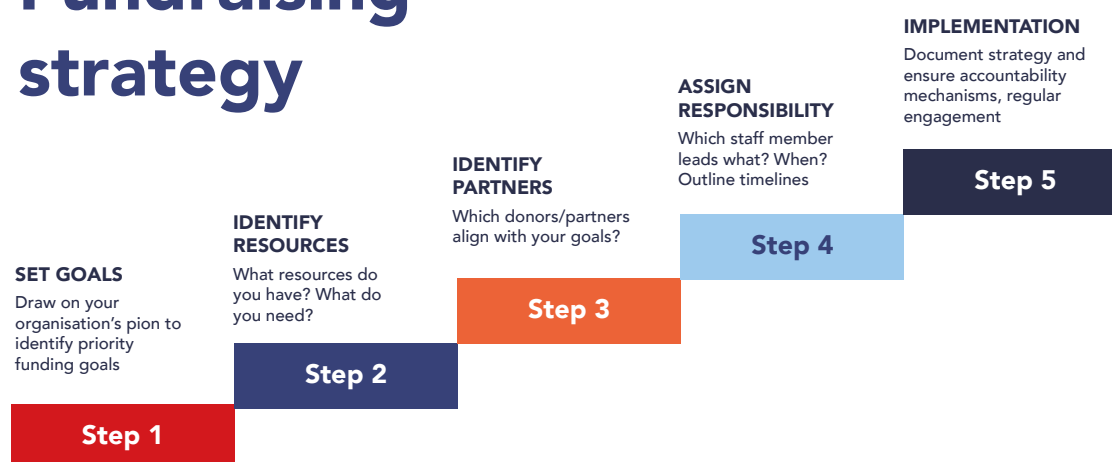 Fundraising
strategy
SET GOALS
Draw on your
organisation's pion to
identify priority
funding goals
Step 1
IDENTIFY
RESOURCES
What resources do
you have? What do
you need?
Step 2
IDENTIFY
PARTNERS
Which donors/partners
align with your goals?
Step 3
ASSIGN
RESPONSIBILITY
Which staff member
leads what? When?
Outline timelines
Step 4
IMPLEMENTATION
Document strategy and
ensure accountability
mechanisms, regular
engagement
Step 5